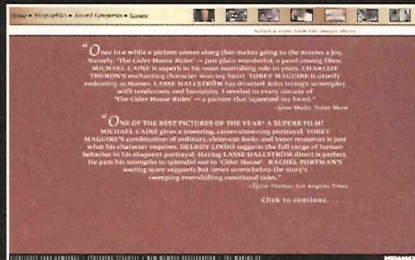 Home • Biographies • Award Categories • Scenes:
Select a scene from the images above
"Once in a while a picture comes along that makes going to the movies a joy.
Namely, 'The Cider House Rules' — just plain wonderful, a pearl among films.
MICHAEL CAINE is superb in his most nourishing role in years. CHARLIZE
THERON'S enchanting character won my heart. TOBEY MAGUIRE is utterly
endearing as Homer. LASSE HALLSTRÖM has directed John Irving's screenplay
with tenderness and humanity. I reveled in every minute of
'The Cider House Rules' — a picture that squeezed my heart."
–Gene Shalit, Today Show
"ONE OF THE BEST PICTURES OF THE YEAR! A SUPERB FILM!
MICHAEL CAINE gives a towering, career-crowning portrayal. TOBEY
MAGUIRE'S combination of ordinary, clean-cut looks and inner resources is just
what his character requires. DELROY LINDO suggests the full range of human
behavior in his eloquent portrayal. Having LASSE HALLSTRÖM direct is perfect.
He puts his strengths to splendid use in 'Cider House'. RACHEL PORTMAN'S
soaring score supports but never overwhelms the story's
sweeping ever-shifting emotional tides."
–Kevin Thomas, Los Angeles Times
Click to continue. . .
MIRAMAX